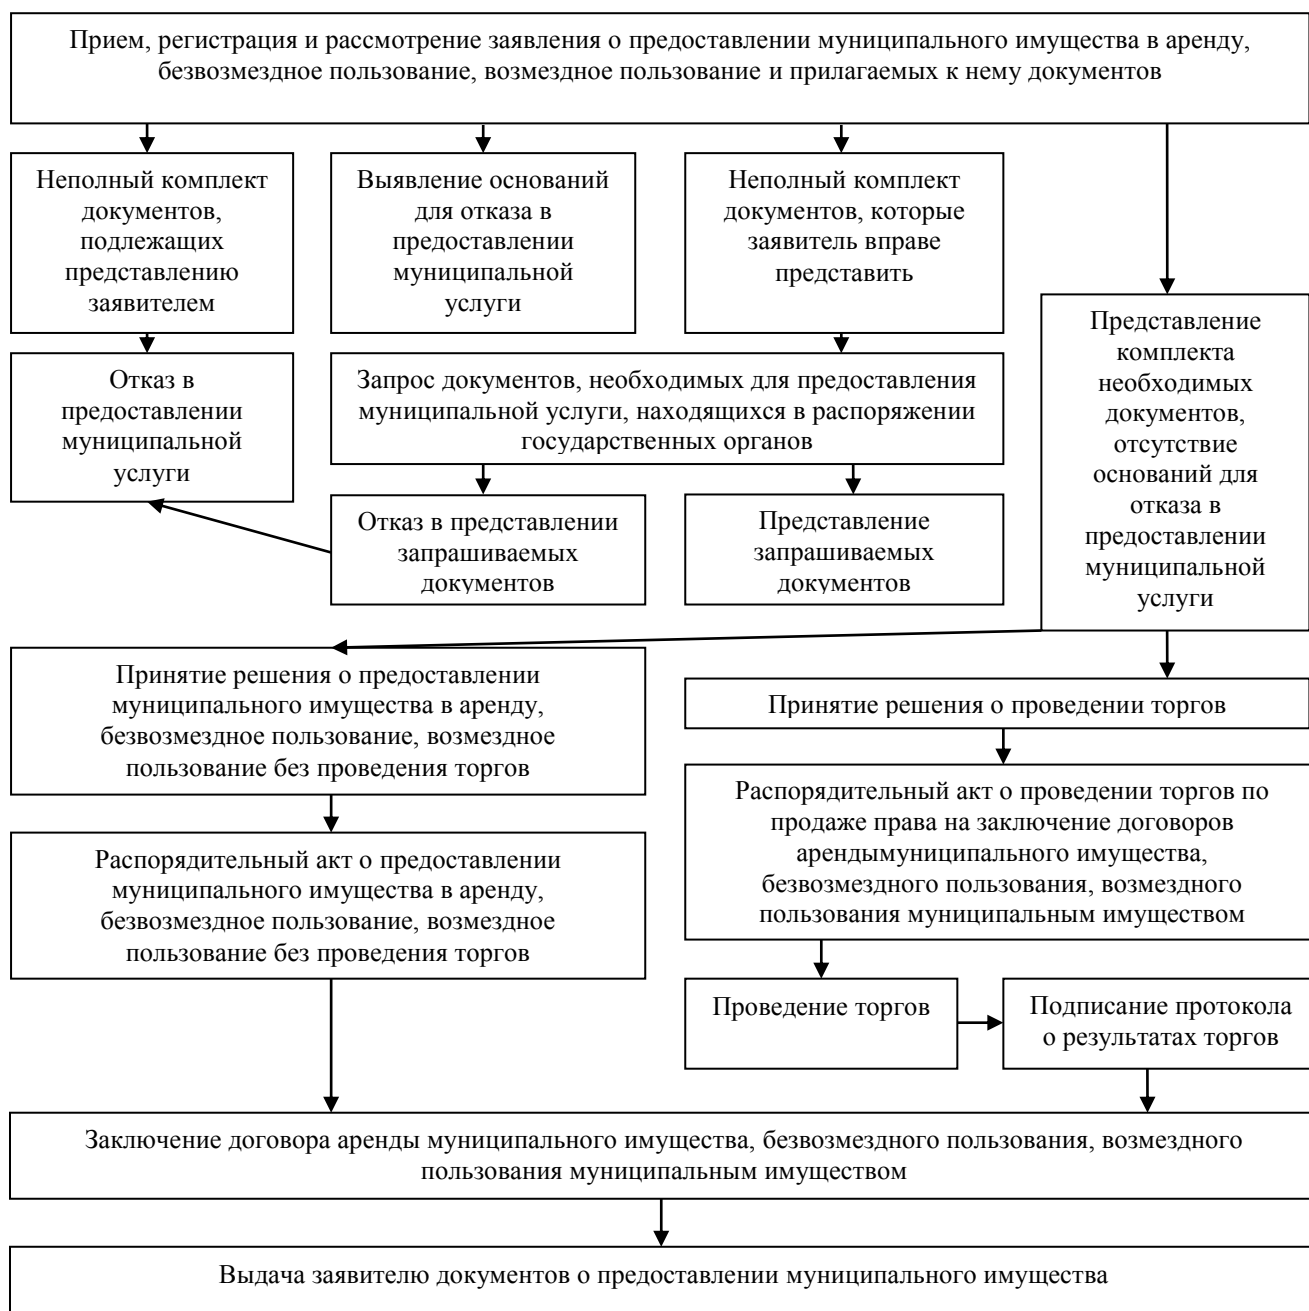 Прием, регистрация и рассмотрение заявления о предоставлении муниципального имущества в аренду,
безвозмездное пользование, возмездное пользование и прилагаемых к нему документов
Неполный комплект
документов,
подлежащих
представлению
заявителем
Выявление оснований
для отказа в
предоставлении
муниципальной
услуги
Неполный комплект
документов, которые
заявитель вправе
представить
Представление
комплекта
необходимых
документов,
отсутствие
оснований для
отказа в
предоставлении
муниципальной
услуги
Отказ в
предоставлении
муниципальной
услуги
Запрос документов, необходимых для предоставления
муниципальной услуги, находящихся в распоряжении
государственных органов
Отказ в представлении
запрашиваемых
документов
Представление
запрашиваемых
документов
Принятие решения о предоставлении
муниципального имущества в аренду,
безвозмездное пользование, возмездное
пользование без проведения торгов
Принятие решения о проведении торгов
Распорядительный акт о предоставлении
муниципального имущества в аренду,
безвозмездное пользование, возмездное
пользование без проведения торгов
Распорядительный акт о проведении торгов по
продаже права на заключение договоров
арендымуниципального имущества,
безвозмездного пользования, возмездного
пользования муниципальным имуществом
Проведение торгов
Подписание протокола
о результатах торгов
Заключение договора аренды муниципального имущества, безвозмездного пользования, возмездного
пользования муниципальным имуществом
Выдача заявителю документов о предоставлении муниципального имущества